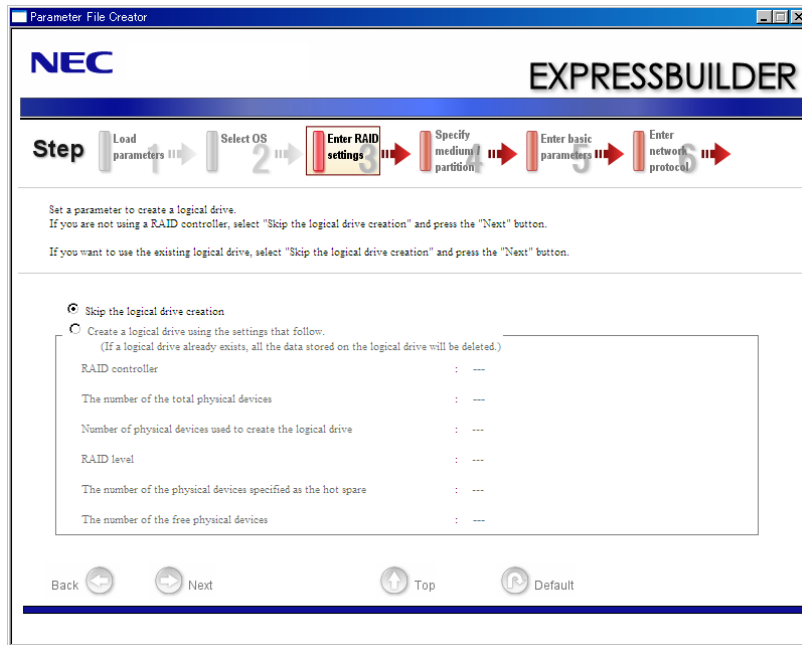 Parameter File Creator
NEC
EXPRESSBUILDER
Step
Load
parameters
1
Select OS
2
Enter RAID
settings
3
Specify
medium /
partition
4
Enter basic
parameters
5
Enter
network
protocol
6
Set a parameter to create a logical drive.
If you are not using a RAID controller, select "Skip the logical drive creation" and press the "Next" button.
If you want to use the existing logical drive, select "Skip the logical drive creation" and press the "Next" button.
Skip the logical drive creation
Create a logical drive using the settings that follow.
(If a logical drive already exists, all the data stored on the logical drive will be deleted.)
RAID controller : ---
The number of the total physical devices : ---
Number of physical devices used to create the logical drive : ---
RAID level : ---
The number of the physical devices specified as the hot spare : ---
The number of the free physical devices : ---
Back
Next
Top
Default